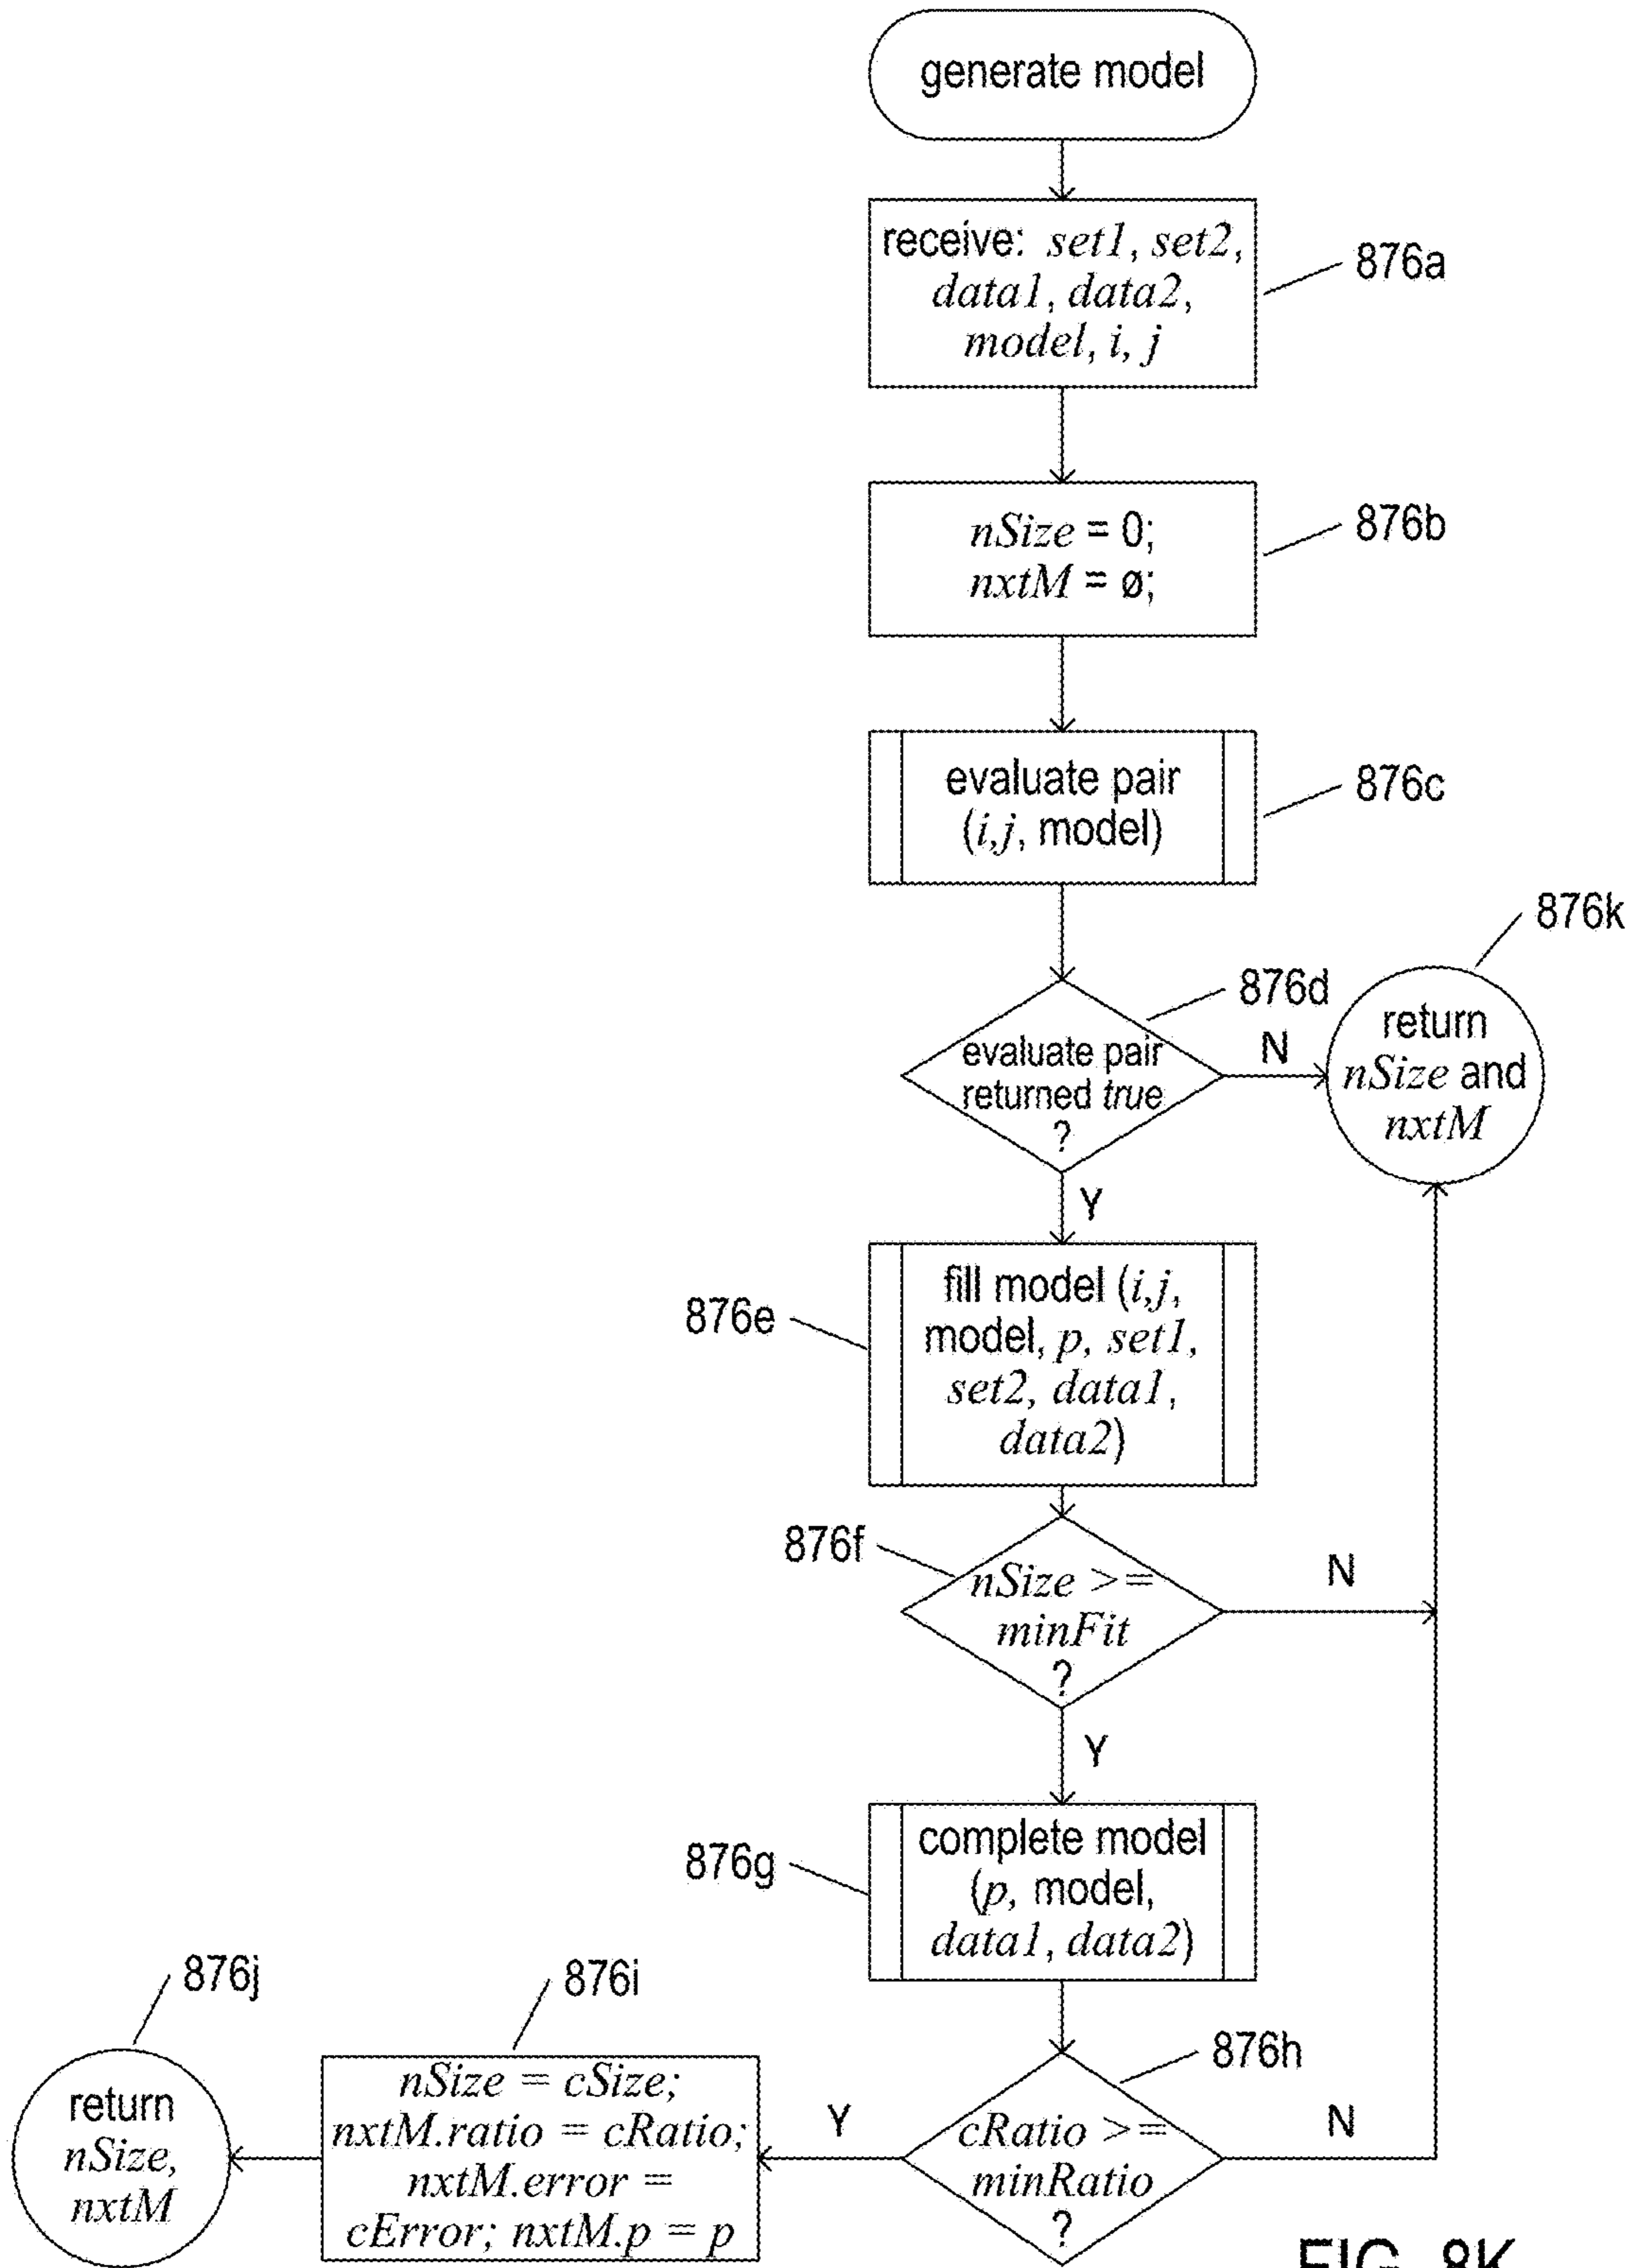 generate model
receive: set1, set2,
data1, data2,
model, i, j
876a
nSize = 0;
nxtM = ø;
876b
evaluate pair
(i,j, model)
876c
876k
876d
evaluate pair
returned true
?
N
return
nSize and
nxtM
Y
876e
fill model (i,j,
model, p, set1,
set2, data1,
data2)
876f
nSize >=
minFit
?
N
Y
876g
complete model
(p, model,
data1, data2)
876j
876i
876h
return
nSize,
nxtM
nSize = cSize;
nxtM.ratio = cRatio;
nxtM.error =
cError; nxtM.p = p
Y
cRatio >=
minRatio
?
N
FIG. 8K